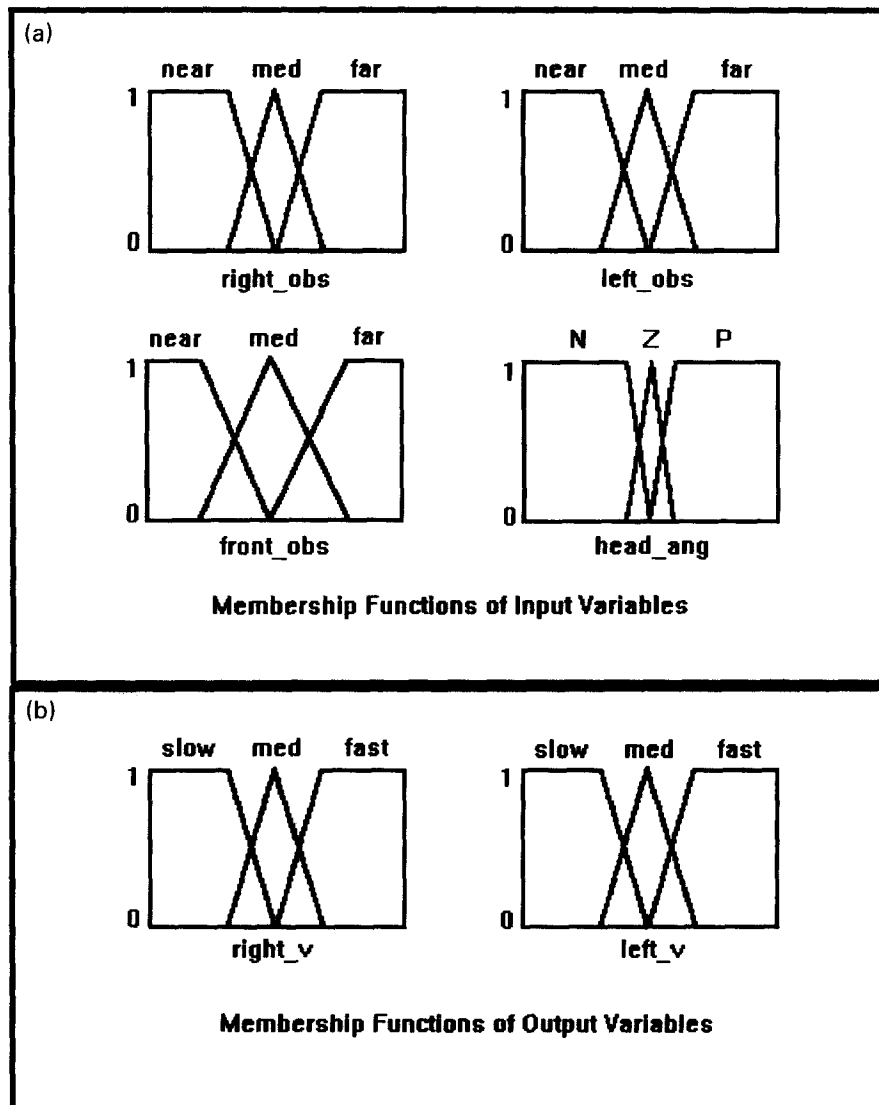 (a)
near med far
near med far
1
1
0
0
right_obs
left_obs
near med far
N Z P
1
1
0
0
front_obs
head_ang
Membership Functions of Input Variables
(b)
slow med fast
slow med fast
1
1
0
0
right_v
left_v
Membership Functions of Output Variables